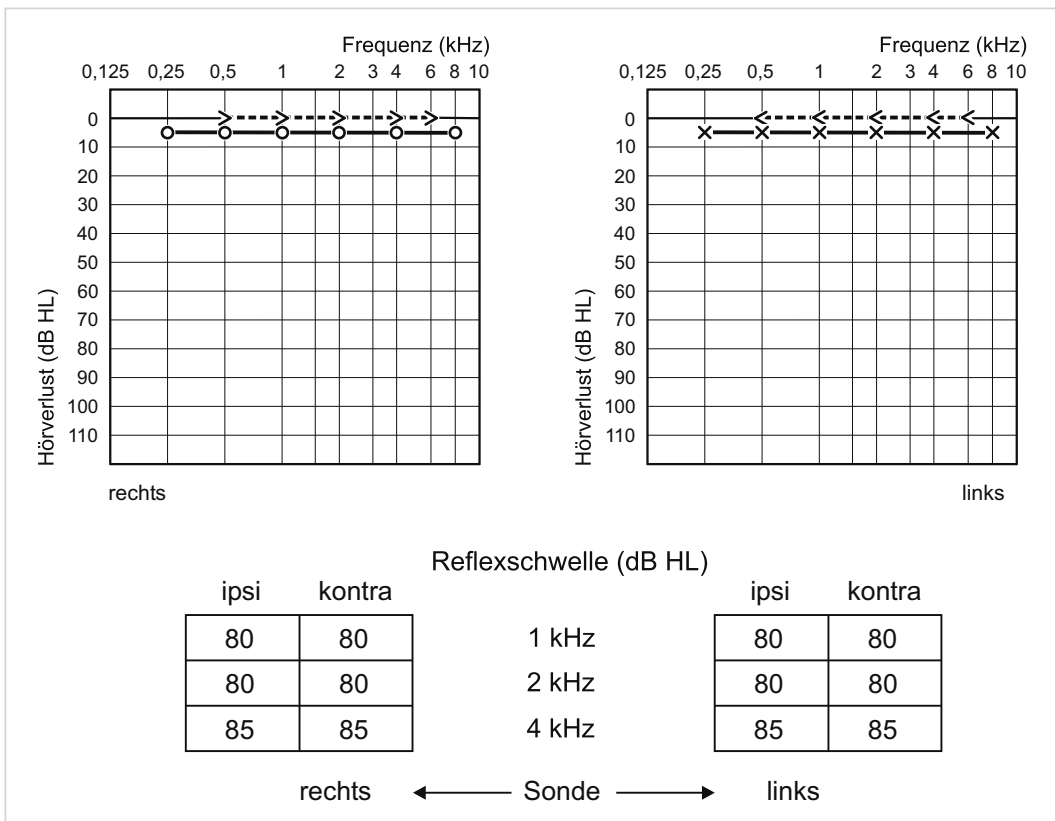 Frequenz (kHz)
0,125 0,25 0,5 1 2 3 4 6 8 10
0
10
20
30
40
50
60
70
80
90
100
110
Hörverlust (dB HL)
rechts
Frequenz (kHz)
0,125 0,25 0,5 1 2 3 4 6 8 10
0
10
20
30
40
50
60
70
80
90
100
110
Hörverlust (dB HL)
links
Reflexschwelle (dB HL)
ipsi kontra ipsi kontra
80 80 1 kHz 80 80
80 80 2 kHz 80 80
85 85 4 kHz 85 85
rechts Sonde links